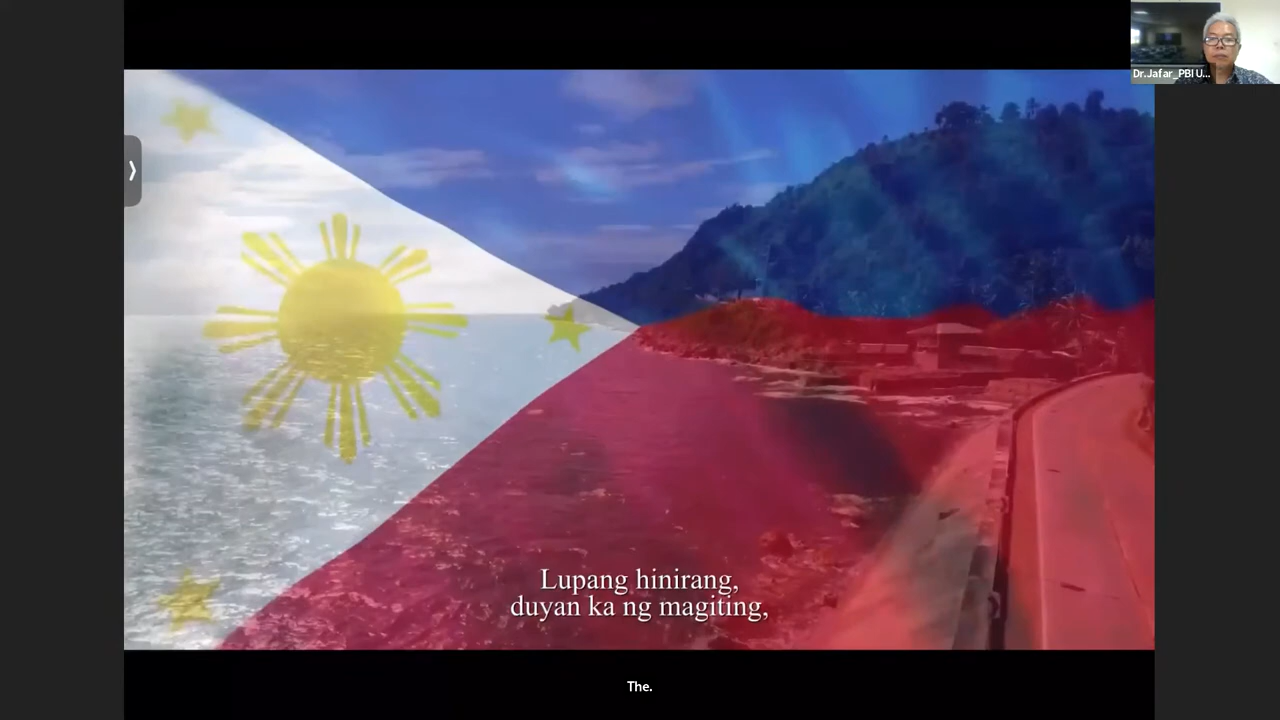 Dr.Jafar_PBI U...
Lupang hinirang,
duyan ka ng magiting,
The.